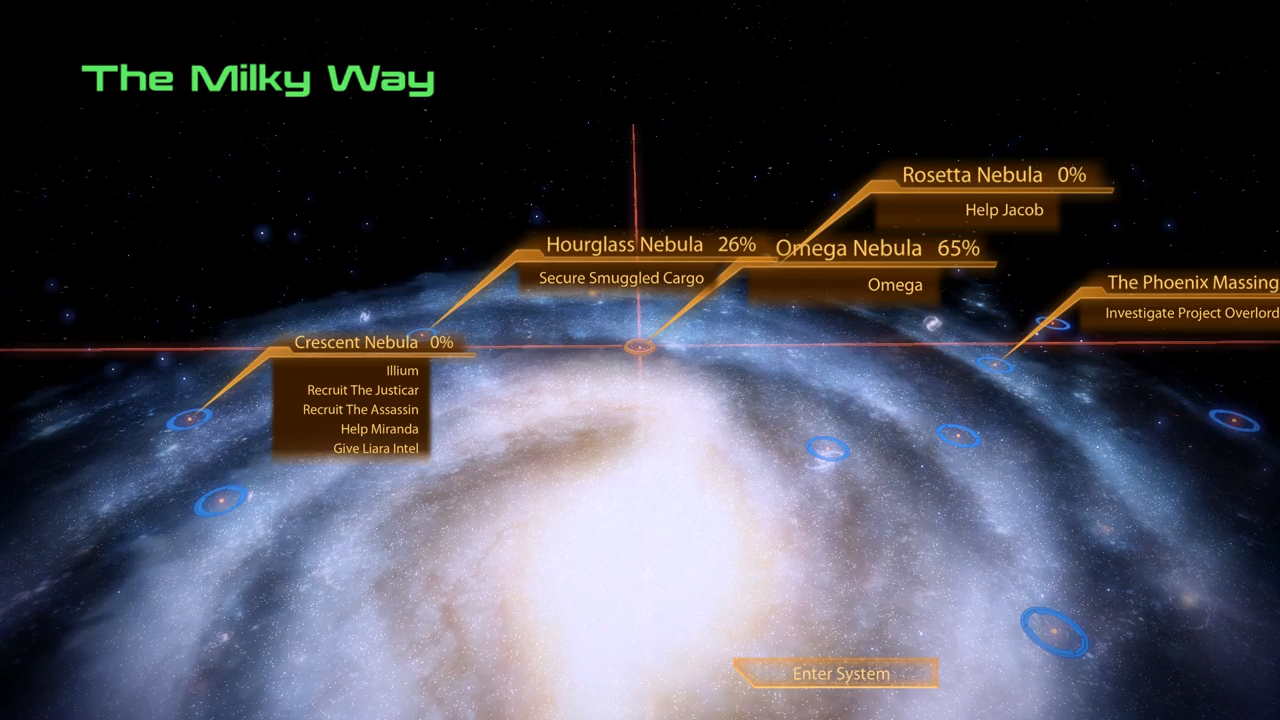 The Milky Way
Rosetta Nebula 0%
Help Jacob
Hourglass Nebula 26%
Secure Smuggled Cargo
Omega Nebula 65%
Omega
The Phoenix Massing
Investigate Project Overlord
Crescent Nebula 0%
Illium
Recruit The Justicar
Recruit The Assassin
Help Miranda
Give Liara Intel
Enter System